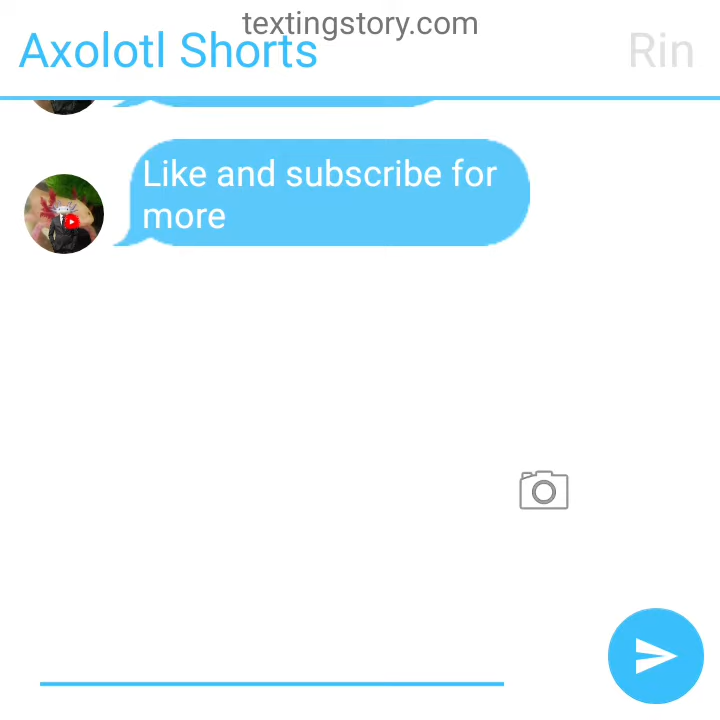 textingstory.com
Axolotl Shorts
Rin
Like and subscribe for
more